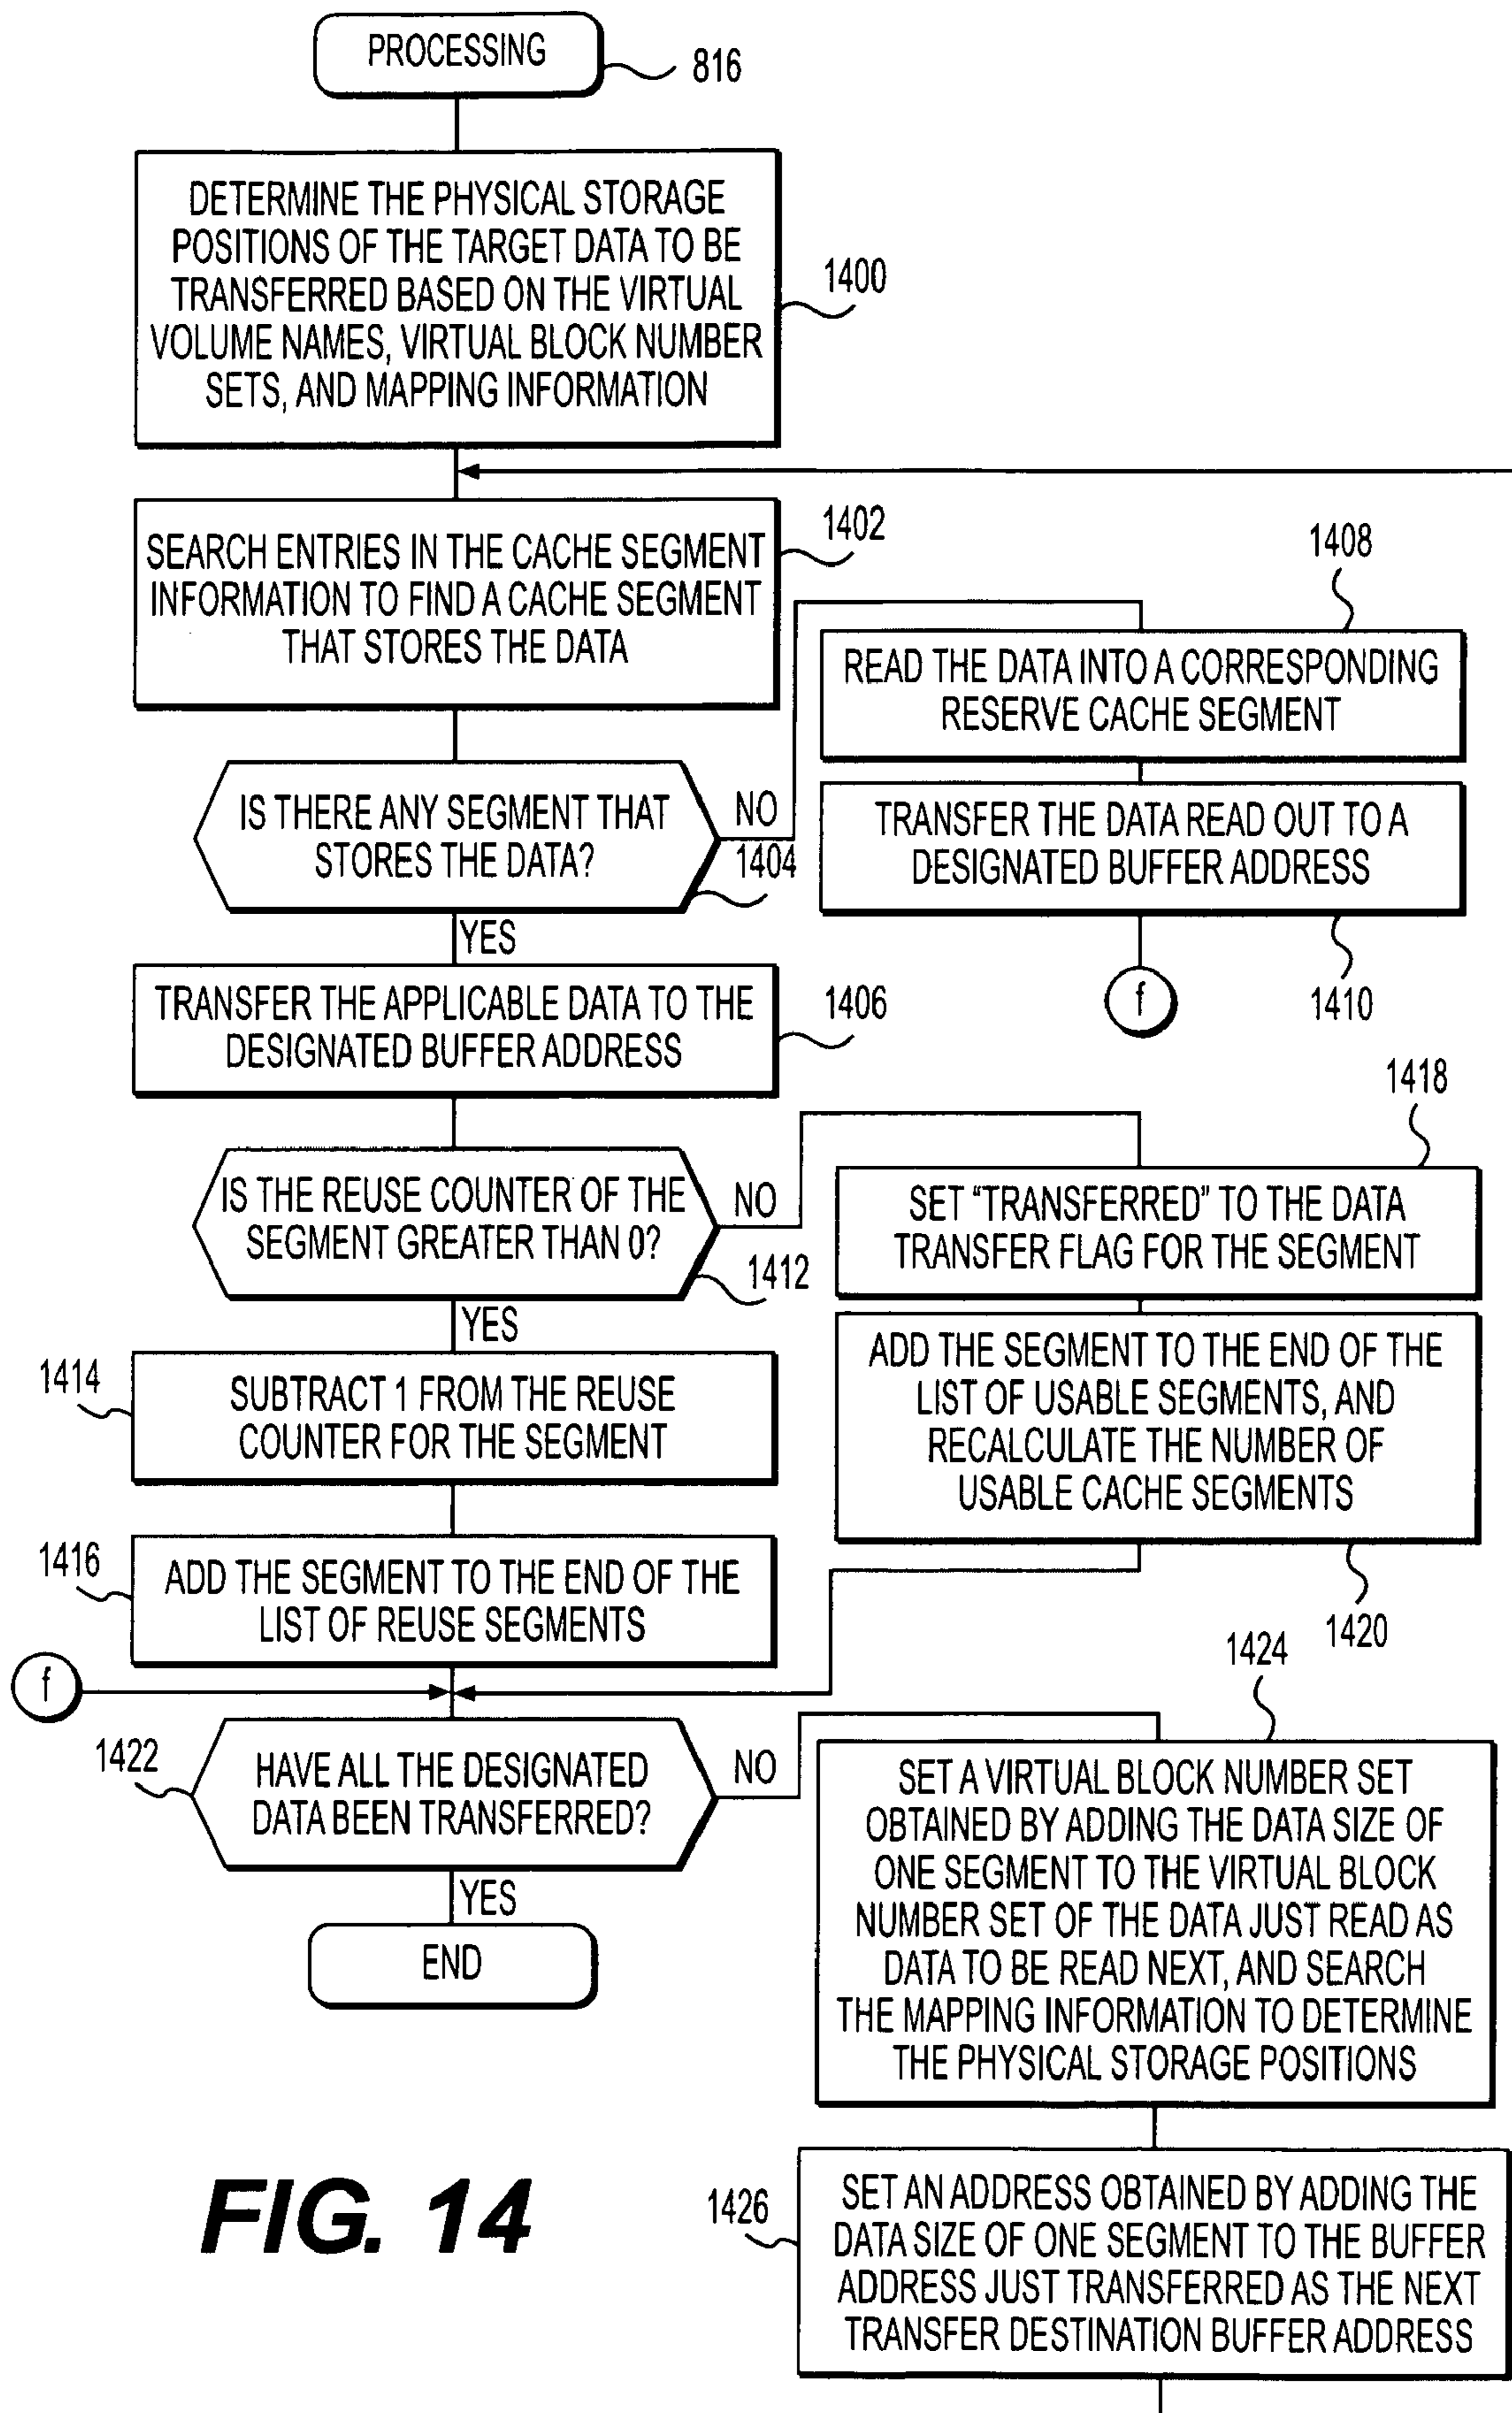 PROCESSING
816
DETERMINE THE PHYSICAL STORAGE
POSITIONS OF THE TARGET DATA TO BE
TRANSFERRED BASED ON THE VIRTUAL
VOLUME NAMES, VIRTUAL BLOCK NUMBER
SETS, AND MAPPING INFORMATION
1400
SEARCH ENTRIES IN THE CACHE SEGMENT
INFORMATION TO FIND A CACHE SEGMENT
THAT STORES THE DATA
1402
1408
READ THE DATA INTO A CORRESPONDING
RESERVE CACHE SEGMENT
IS THERE ANY SEGMENT THAT
STORES THE DATA?
NO
1404
TRANSFER THE DATA READ OUT TO A
DESIGNATED BUFFER ADDRESS
1410
f
YES
TRANSFER THE APPLICABLE DATA TO THE
DESIGNATED BUFFER ADDRESS
1406
IS THE REUSE COUNTER OF THE
SEGMENT GREATER THAN 0?
NO
1412
1418
SET "TRANSFERRED" TO THE DATA
TRANSFER FLAG FOR THE SEGMENT
YES
1414
SUBTRACT 1 FROM THE REUSE
COUNTER FOR THE SEGMENT
ADD THE SEGMENT TO THE END OF THE
LIST OF USABLE SEGMENTS, AND
RECALCULATE THE NUMBER OF
USABLE CACHE SEGMENTS
1420
1416
ADD THE SEGMENT TO THE END OF THE
LIST OF REUSE SEGMENTS
f
1422
HAVE ALL THE DESIGNATED
DATA BEEN TRANSFERRED?
NO
1424
SET A VIRTUAL BLOCK NUMBER SET
OBTAINED BY ADDING THE DATA SIZE OF
ONE SEGMENT TO THE VIRTUAL BLOCK
NUMBER SET OF THE DATA JUST READ AS
DATA TO BE READ NEXT, AND SEARCH
THE MAPPING INFORMATION TO DETERMINE
THE PHYSICAL STORAGE POSITIONS
YES
END
1426
SET AN ADDRESS OBTAINED BY ADDING THE
DATA SIZE OF ONE SEGMENT TO THE BUFFER
ADDRESS JUST TRANSFERRED AS THE NEXT
TRANSFER DESTINATION BUFFER ADDRESS
FIG. 14